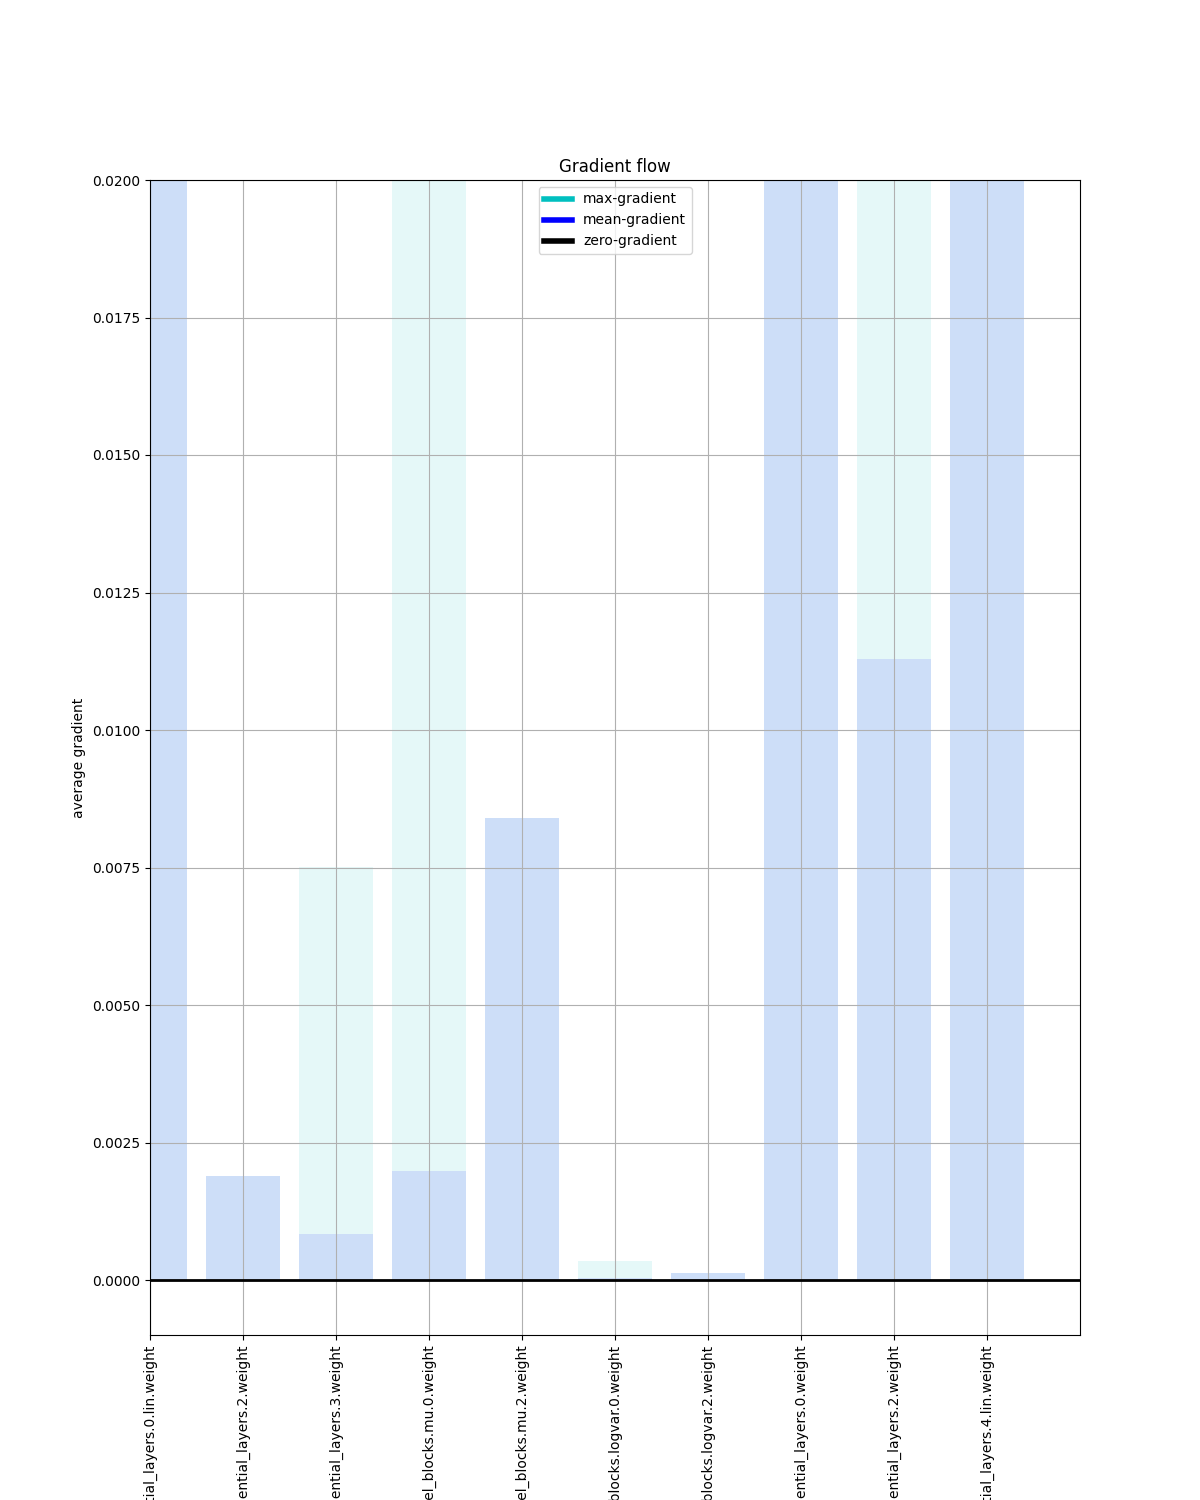 Gradient flow
max-gradient
mean-gradient
zero-gradient
0.0200
0.0175
0.0150
0.0125
0.0100
0.0075
0.0050
0.0025
0.0000
average gradient
tial_layers.0.lin.weight
ential_layers.2.weight
ential_layers.3.weight
el_blocks.mu.0.weight
el_blocks.mu.2.weight
blocks.logvar.0.weight
blocks.logvar.2.weight
ential_layers.0.weight
ential_layers.2.weight
tial_layers.4.lin.weight